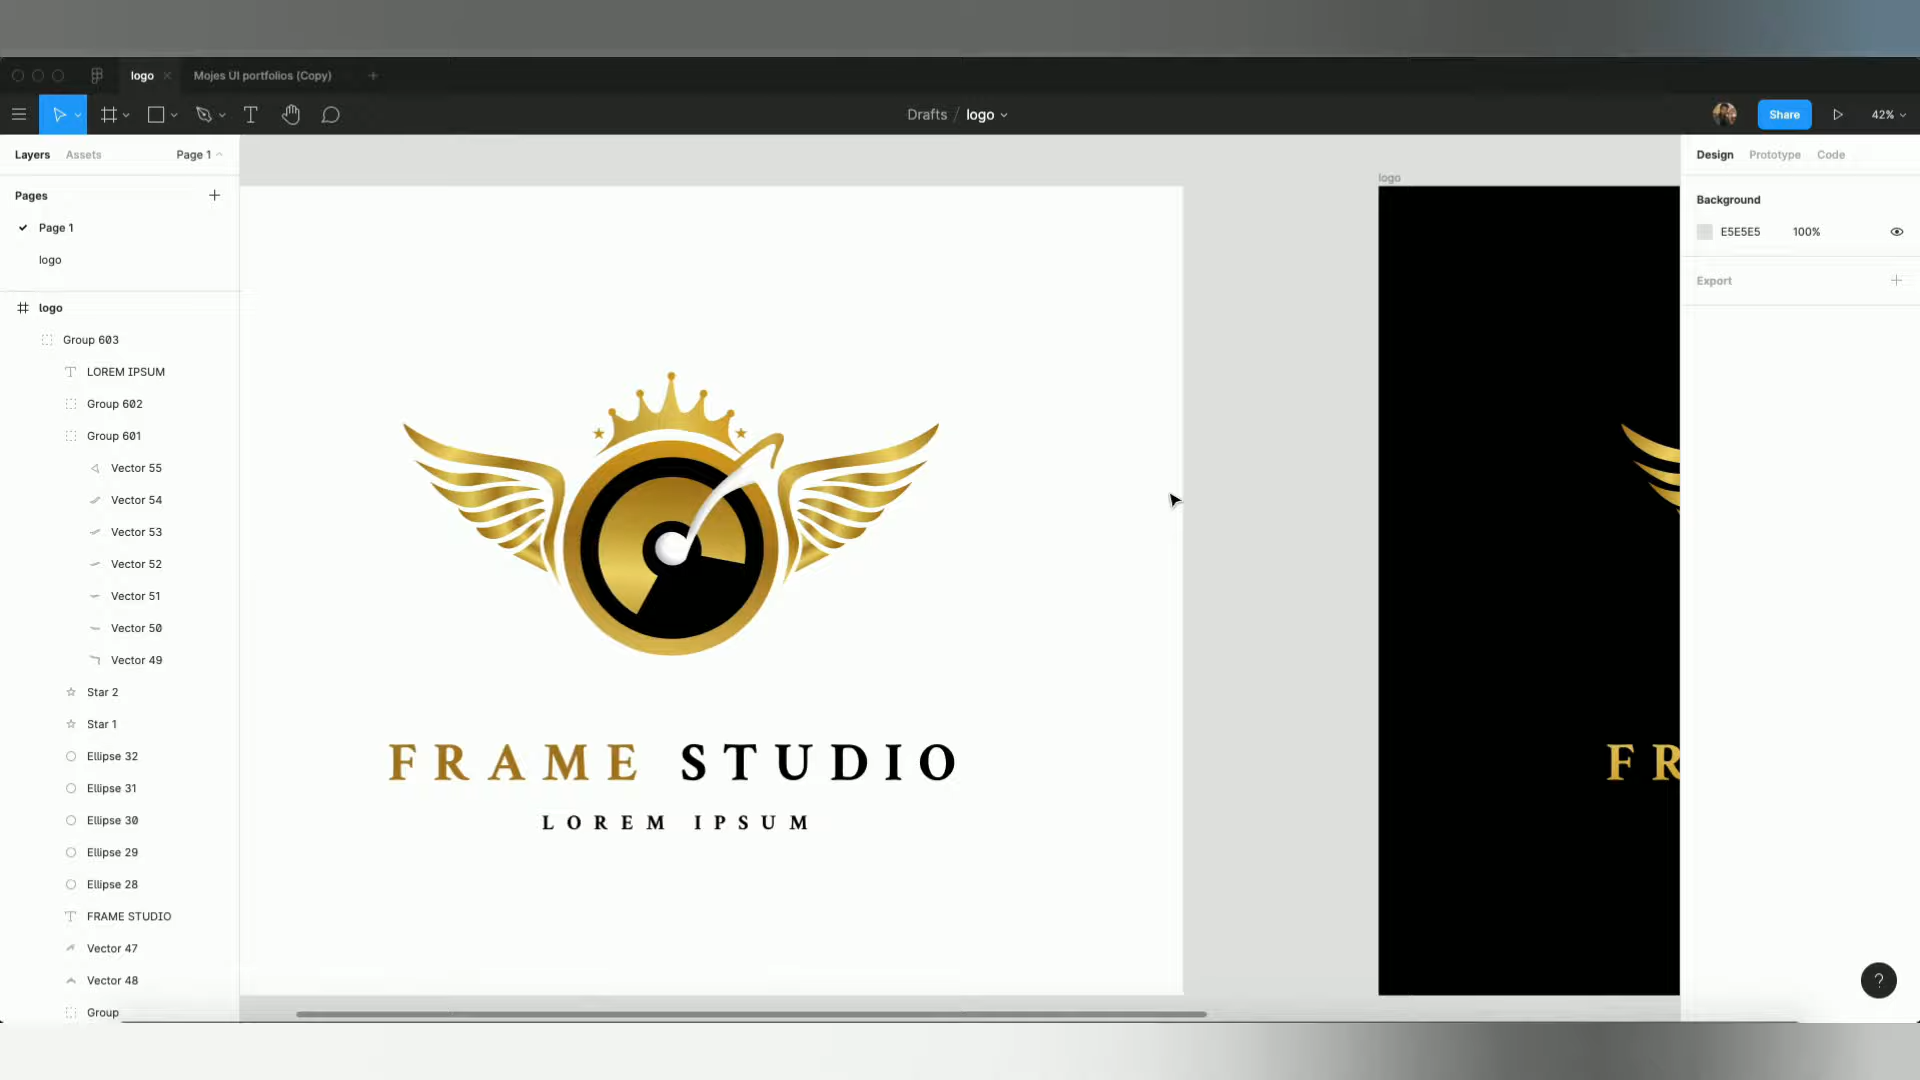 logo
Mojes UI portfolios (Copy)
Drafts / logo
Share
42%
Layers
Assets
Page 1
Pages
Page 1
logo
logo
Group 603
LOREM IPSUM
Group 602
Group 601
Vector 55
Vector 54
Vector 53
Vector 52
Vector 51
Vector 50
Vector 49
Star 2
Star 1
Ellipse 32
Ellipse 31
Ellipse 30
Ellipse 29
Ellipse 28
FRAME STUDIO
Vector 47
Vector 48
Group
FRAME STUDIO
LOREM IPSUM
logo
FR
Design
Prototype
Code
Background
E5E5E5
100%
Export
?